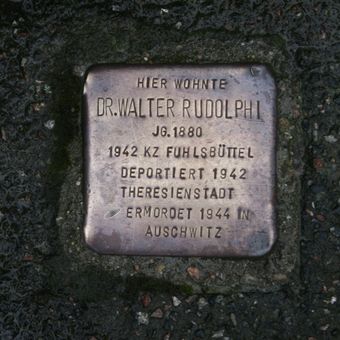 HIER WOHNTE
DR. WALTER RUDOLPHI
JG. 1880
1942 KZ FUHLSBÜTTEL
DEPORTIERT 1942
THERESIENSTADT
ERMORDET 1944 IN
AUSCHWITZ